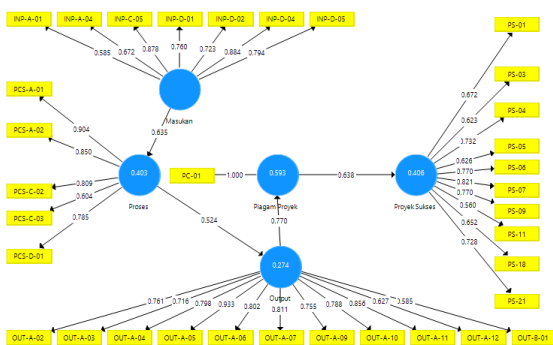 INP-A-01 INP-A-04 INP-C-05 INP-D-01 INP-D-02 INP-D-04 INP-D-05
0.585 0.672 0.878 0.760 0.723 0.884 0.794
Masukan
0.635
PCS-A-01
PCS-A-02
PCS-C-02
PCS-C-03
PCS-D-01
0.904
0.850
0.809
0.604
0.785
0.403
Proses
0.524
PC-01
1.000
0.593
Piagam Proyek
0.638
0.770
0.406
Proyek Sukses
0.672
0.623
0.732
0.626
0.770
0.821
0.770
0.560
0.652
0.728
PS-01
PS-03
PS-04
PS-05
PS-06
PS-07
PS-09
PS-11
PS-18
PS-21
0.274
Output
0.761 0.716 0.798 0.933 0.802 0.811 0.755 0.788 0.856 0.627 0.585
OUT-A-02 OUT-A-03 OUT-A-04 OUT-A-05 OUT-A-06 OUT-A-07 OUT-A-09 OUT-A-10 OUT-A-11 OUT-A-12 OUT-B-01